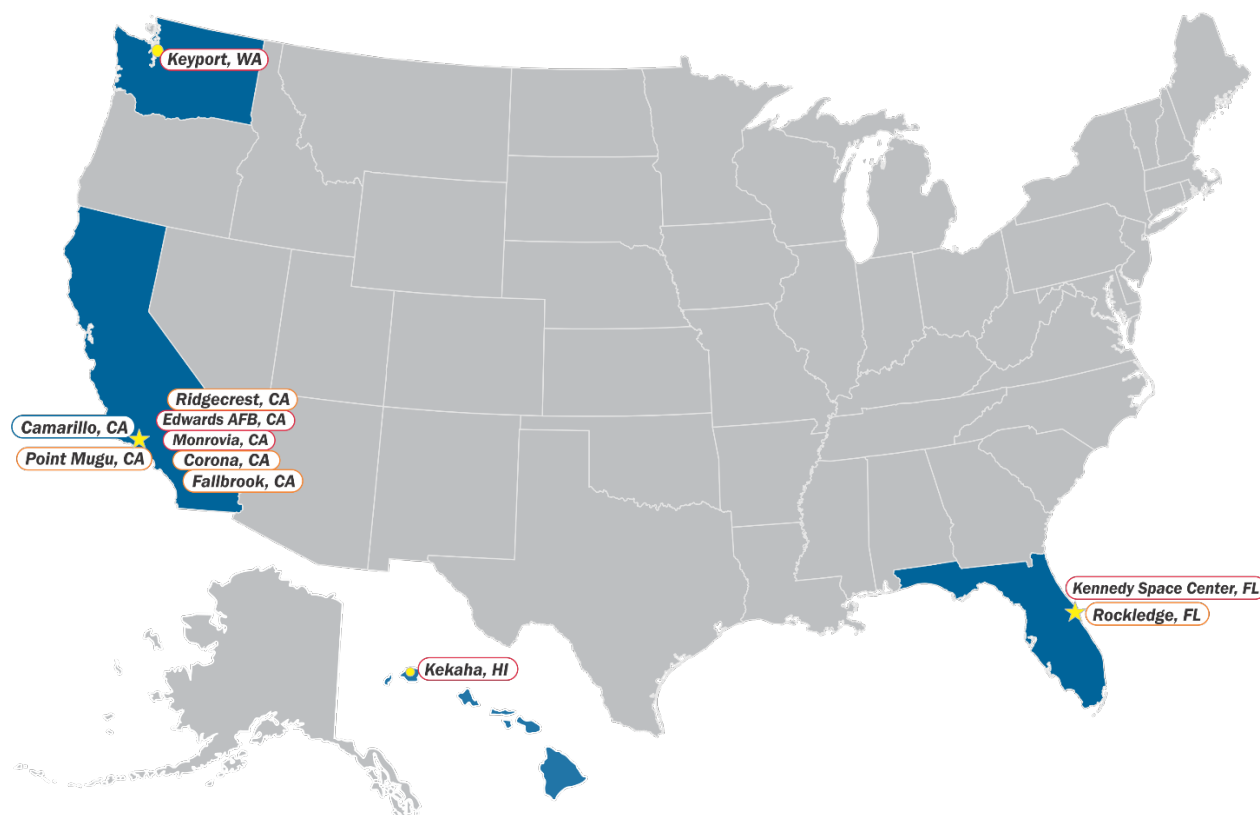 Keyport, WA
Ridgecrest, CA
Edwards AFB, CA
Camarillo, CA
Monrovia, CA
Point Mugu, CA
Corona, CA
Fallbrook, CA
Kennedy Space Center, FL
Rockledge, FL
Kekaha, HI